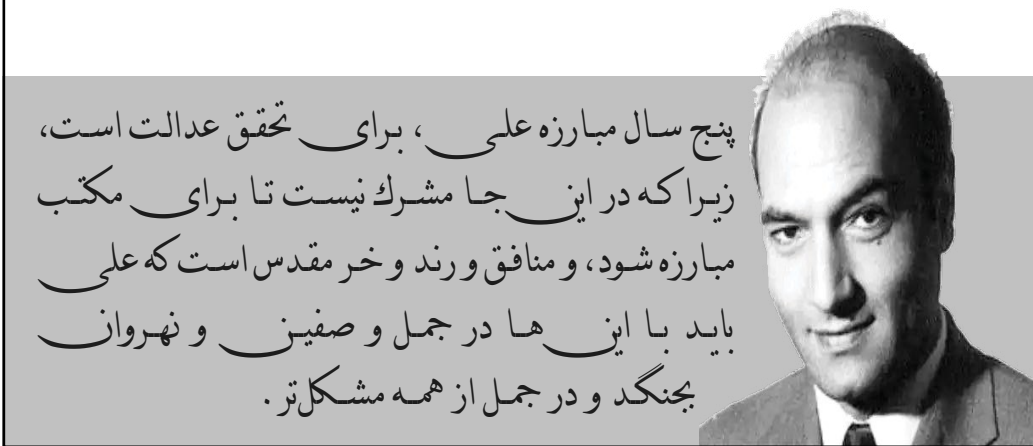 پنج سال مبارزه علی، برای تحقق عدالت است،
زیرا که در این جا مشرك نیست تا برای مکتب
مبارزه شود، و منافق و رند و خر مقدس است که علی
باید با این ها در جمل و صفین و نهروان
بجنگد و در جمل از همه مشکل‌تر.